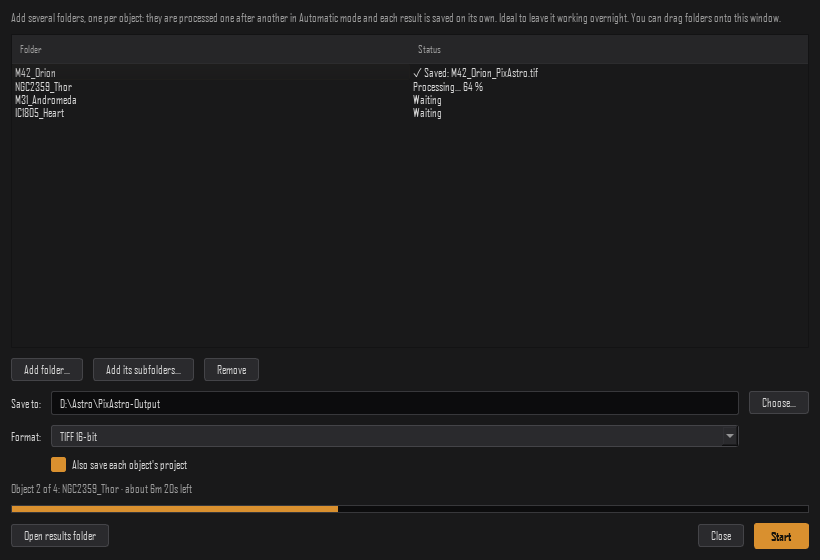 Add several folders, one per object: they are processed one after another in Automatic mode and each result is saved on its own. Ideal to leave it working overnight. You can drag folders onto this window.
Folder Status
M42_Orion ✓ Saved: M42_Orion_PixAstro.tif
NGC2359_Thor Processing... 64 %
M31_Andromeda Waiting
IC1805_Heart Waiting
Add folder... Add its subfolders... Remove
Save to: D:\Astro\PixAstro-Output Choose...
Format: TIFF 16-bit
Also save each object's project
Object 2 of 4: NGC2359_Thor · about 6m 20s left
Open results folder Close Start